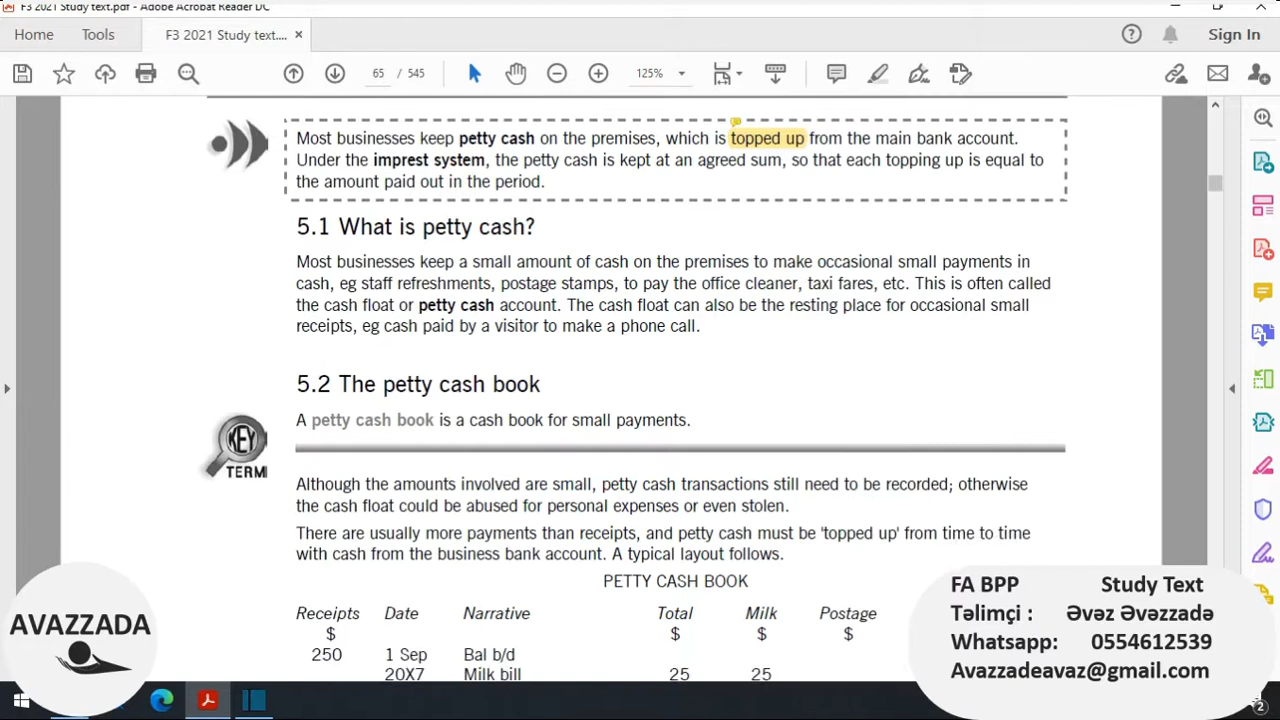 F3 2021 Study text.pdf - Adobe Acrobat Reader DC
Home Tools F3 2021 Study text.... × Sign In
65 / 545 125%
Most businesses keep petty cash on the premises, which is topped up from the main bank account.
Under the imprest system, the petty cash is kept at an agreed sum, so that each topping up is equal to
the amount paid out in the period.
5.1 What is petty cash?
Most businesses keep a small amount of cash on the premises to make occasional small payments in
cash, eg staff refreshments, postage stamps, to pay the office cleaner, taxi fares, etc. This is often called
the cash float or petty cash account. The cash float can also be the resting place for occasional small
receipts, eg cash paid by a visitor to make a phone call.
5.2 The petty cash book
KEY
TERM
A petty cash book is a cash book for small payments.
Although the amounts involved are small, petty cash transactions still need to be recorded; otherwise
the cash float could be abused for personal expenses or even stolen.
There are usually more payments than receipts, and petty cash must be 'topped up' from time to time
with cash from the business bank account. A typical layout follows.
PETTY CASH BOOK
Receipts Date Narrative Total Milk Postage
$ $ $ $
250 1 Sep Bal b/d
20X7 Milk bill 25 25
AVAZZADA
FA BPP Study Text
Təlimçi : Əvəz Əvəzzadə
Whatsapp: 0554612539
Avazzadeavaz@gmail.com
2